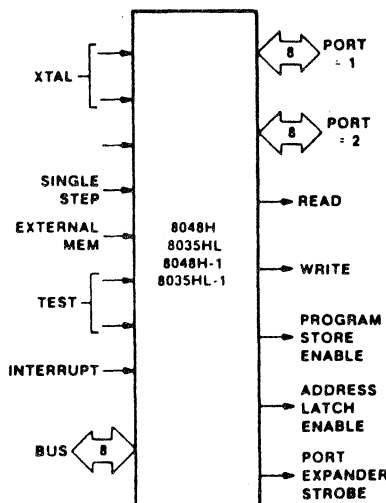 XTAL
SINGLE
STEP
EXTERNAL
MEM
TEST
INTERRUPT
BUS
8
8048H
8035HL
8048H-1
8035HL-1
8
PORT
= 1
8
PORT
= 2
READ
WRITE
PROGRAM
STORE
ENABLE
ADDRESS
LATCH
ENABLE
PORT
EXPANDER
STROBE